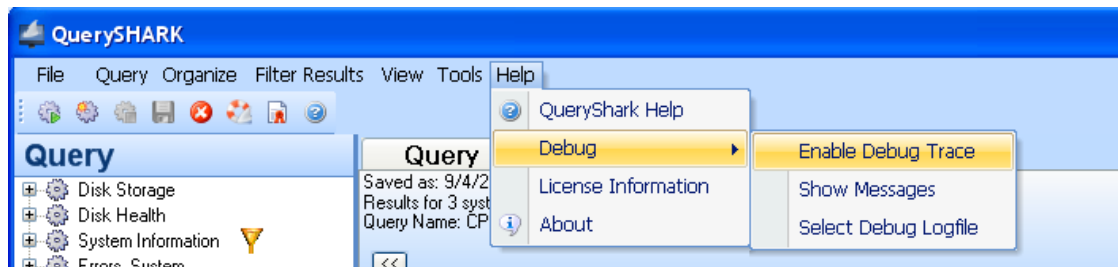 QuerySHARK
File Query Organize Filter Results View Tools Help
QueryShark Help
Debug
License Information
About
Enable Debug Trace
Show Messages
Select Debug Logfile
Query
Disk Storage
Disk Health
System Information
Errors, System
Query
Saved as: 9/4/2
Results for 3 syst
Query Name: CP
<<